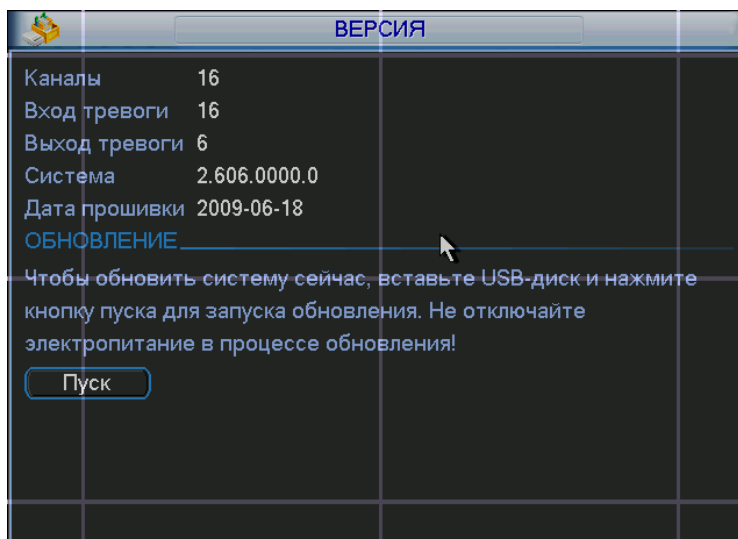 ВЕРСИЯ
Каналы 16
Вход тревоги 16
Выход тревоги 6
Система 2.606.0000.0
Дата прошивки 2009-06-18
ОБНОВЛЕНИЕ
Чтобы обновить систему сейчас, вставьте USB-диск и нажмите
кнопку пуска для запуска обновления. Не отключайте
электропитание в процессе обновления!
Пуск